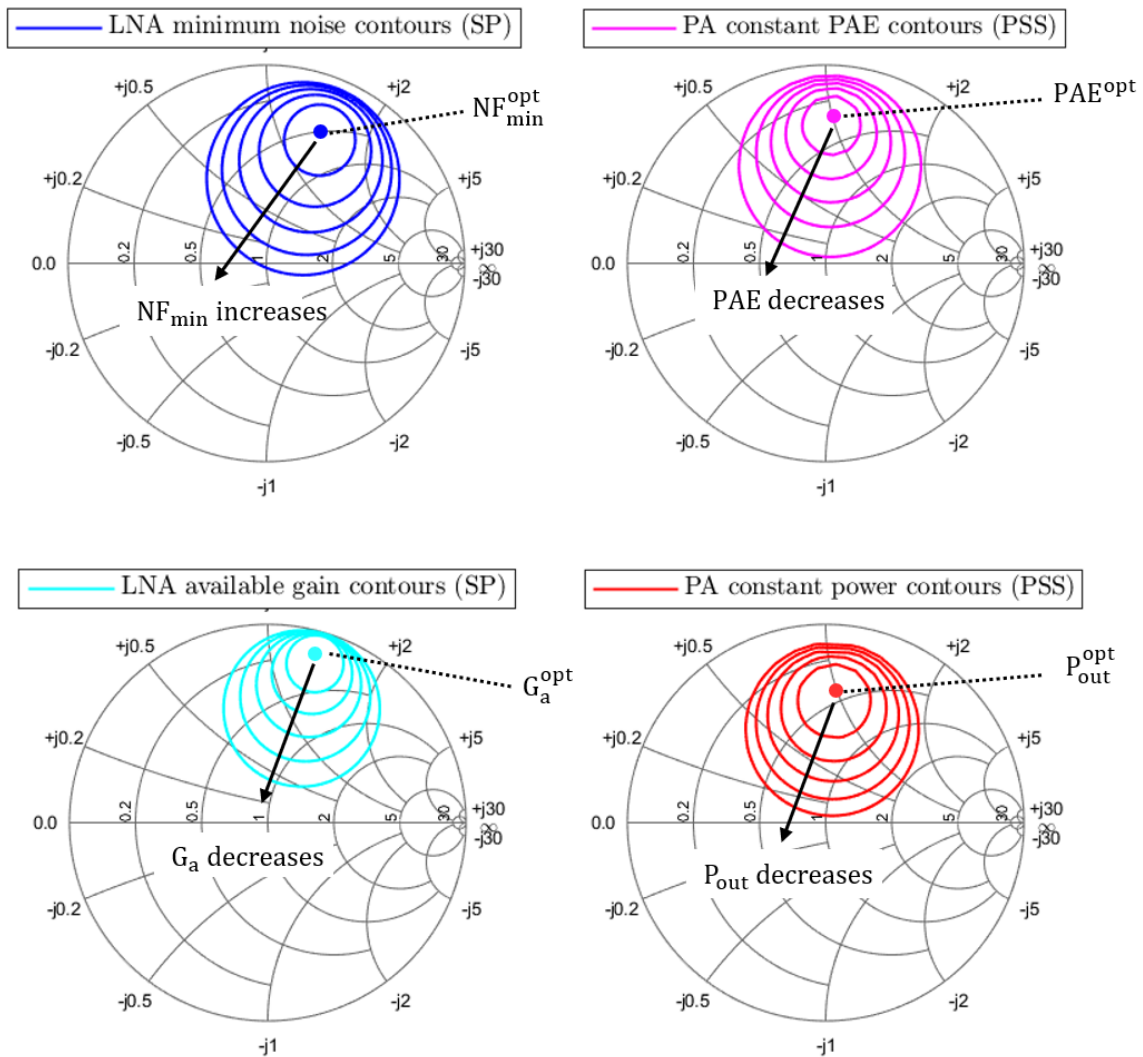 LNA minimum noise contours (SP)
+j0.5
+j2
NF_min^opt
+j0.2
+j5
0.0
0.2
0.5
1
2
5
30
+j30
∞
-j30
NF_min increases
-j0.2
-j5
-j0.5
-j2
-j1
PA constant PAE contours (PSS)
+j0.5
+j2
PAE^opt
+j0.2
+j5
0.0
0.2
0.5
1
2
5
30
+j30
∞
-j30
PAE decreases
-j0.2
-j5
-j0.5
-j2
-j1
LNA available gain contours (SP)
+j0.5
+j2
G_a^opt
+j0.2
+j5
0.0
0.2
0.5
1
2
5
30
+j30
∞
-j30
G_a decreases
-j0.2
-j5
-j0.5
-j2
-j1
PA constant power contours (PSS)
+j0.5
+j2
P_out^opt
+j0.2
+j5
0.0
0.2
0.5
1
2
5
30
+j30
∞
-j30
P_out decreases
-j0.2
-j5
-j0.5
-j2
-j1